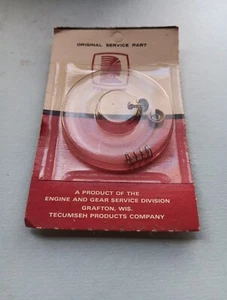 ORIGINAL SERVICE PART
A PRODUCT OF THE
ENGINE AND GEAR SERVICE DIVISION
GRAFTON, WIS.
TECUMSEH PRODUCTS COMPANY